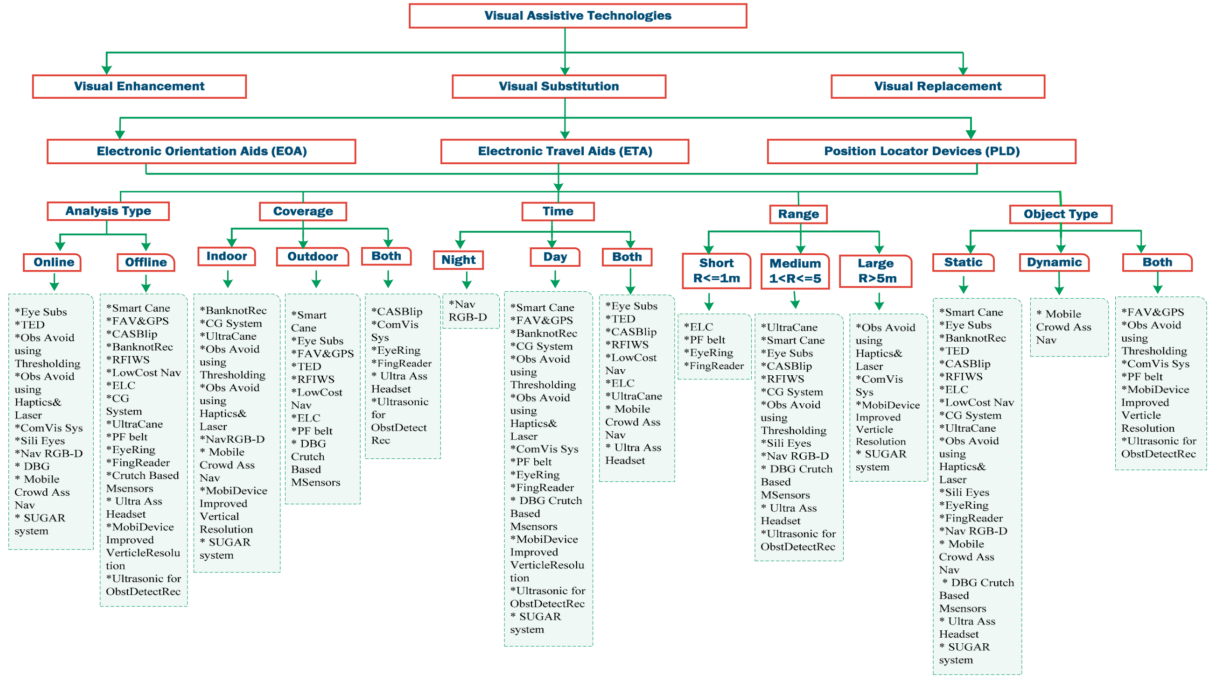 Visual Assistive Technologies
Visual Enhancement
Visual Substitution
Visual Replacement
Electronic Orientation Aids (EOA)
Electronic Travel Aids (ETA)
Position Locator Devices (PLD)
Analysis Type
Coverage
Time
Range
Object Type
Online
Offline
Indoor
Outdoor
Both
Night
Day
Both
Short
R<=1m
Medium
1<R<=5
Large
R>5m
Static
Dynamic
Both
*Eye Subs
*TED
*Obs Avoid
using
Thresholding
*Obs Avoid
using
Haptics&
Laser
*ComVis Sys
*Sili Eyes
*Nav RGB-D
* DBG
* Mobile
Crowd Ass
Nav
* SUGAR
system
*Smart Cane
*FAV&GPS
*CASBlip
*BanknotRec
*RFIWS
*LowCost Nav
*ELC
*CG
System
*UltraCane
*PF belt
*EyeRing
*FingReader
*Crutch Based
Msensors
* Ultra Ass
Headset
*MobiDevice
Improved
VerticleResolu
tion
*Ultrasonic for
ObstDetectRec
*BanknotRec
*CG System
*UltraCane
*Obs Avoid
using
Thresholding
*Obs Avoid
using
Haptics&
Laser
*NavRGB-D
* Mobile
Crowd Ass
Nav
*MobiDevice
Improved
Vertical
Resolution
* SUGAR
system
*Smart
Cane
*Eye Subs
*FAV&GPS
*TED
*RFIWS
*LowCost
Nav
*ELC
*PF belt
* DBG
Crutch
Based
MSensors
*CASBlip
*ComVis
Sys
*EyeRing
*FingReader
* Ultra Ass
Headset
*Ultrasonic for
ObstDetect
Rec
*Nav
RGB-D
*Smart Cane
*FAV&GPS
*BanknotRec
*CG System
*Obs Avoid
using
Thresholding
*Obs Avoid
using
Haptics&
Laser
*ComVis Sys
*PF belt
*EyeRing
*FingReader
* DBG Crutch
Based
Msensors
*MobiDevice
Improved
VerticleResolu
tion
*Ultrasonic for
ObstDetectRec
* SUGAR
system
*Eye Subs
*TED
*CASBlip
*RFIWS
*LowCost
Nav
*ELC
*UltraCane
* Mobile
Crowd Ass
Nav
* Ultra Ass
Headset
*ELC
*PF belt
*EyeRing
*FingReader
*UltraCane
*Smart Cane
*Eye Subs
*CASBlip
*RFIWS
*CG System
*Obs Avoid
using
Thresholding
*Sili Eyes
*Nav RGB-D
* DBG Crutch
Based
MSensors
* Ultra Ass
Headset
*Ultrasonic for
ObstDetectRec
*Obs Avoid
using
Haptics&
Laser
*ComVis
Sys
*MobiDevice
Improved
Verticle
Resolution
* SUGAR
system
*Smart Cane
*Eye Subs
*BanknotRec
*TED
*CASBlip
*RFIWS
*ELC
*LowCost Nav
*CG System
*UltraCane
*Obs Avoid
using
Haptics&
Laser
*Sili Eyes
*EyeRing
*FingReader
*Nav RGB-D
* Mobile
Crowd Ass
Nav
* DBG Crutch
Based
Msensors
* Ultra Ass
Headset
* SUGAR
system
* Mobile
Crowd Ass
Nav
*FAV&GPS
*Obs Avoid
using
Thresholding
*ComVis Sys
*PF belt
*MobiDevice
Improved
Verticle
Resolution
*Ultrasonic for
ObstDetectRec